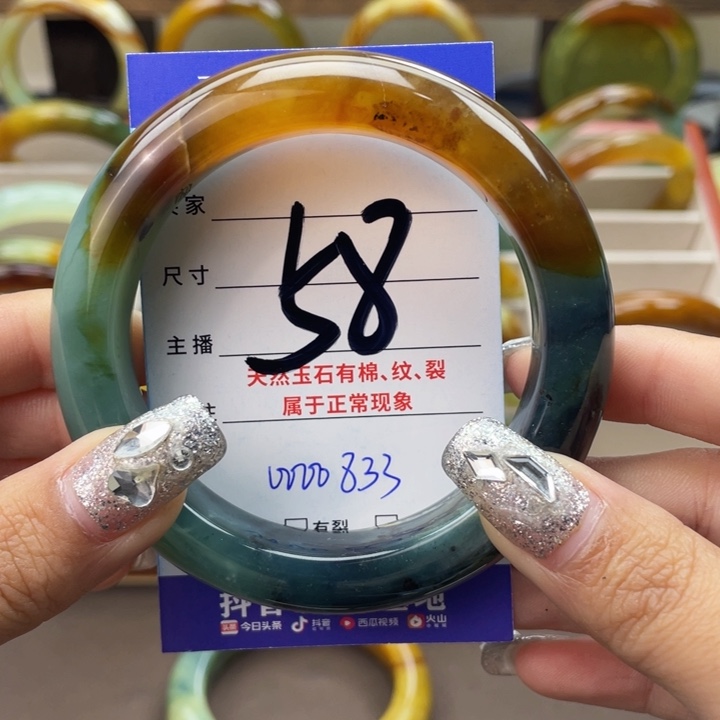 家
尺寸
58
主播
天然玉石有棉、纹、裂
属于正常现象
0000833
有裂
今日头条 抖音 西瓜视频 火山